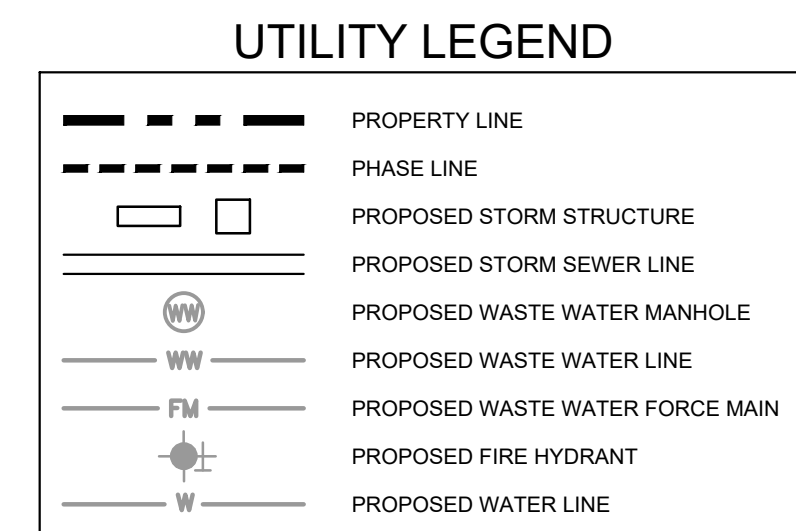 UTILITY LEGEND
PROPERTY LINE
PHASE LINE
PROPOSED STORM STRUCTURE
PROPOSED STORM SEWER LINE
WW PROPOSED WASTE WATER MANHOLE
WW PROPOSED WASTE WATER LINE
FM PROPOSED WASTE WATER FORCE MAIN
PROPOSED FIRE HYDRANT
W PROPOSED WATER LINE